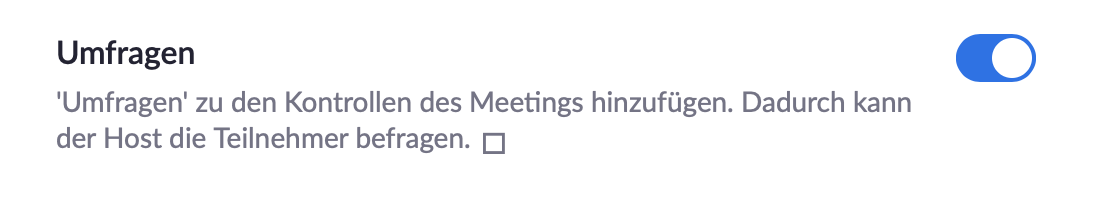 Umfragen
'Umfragen' zu den Kontrollen des Meetings hinzufügen. Dadurch kann
der Host die Teilnehmer befragen.